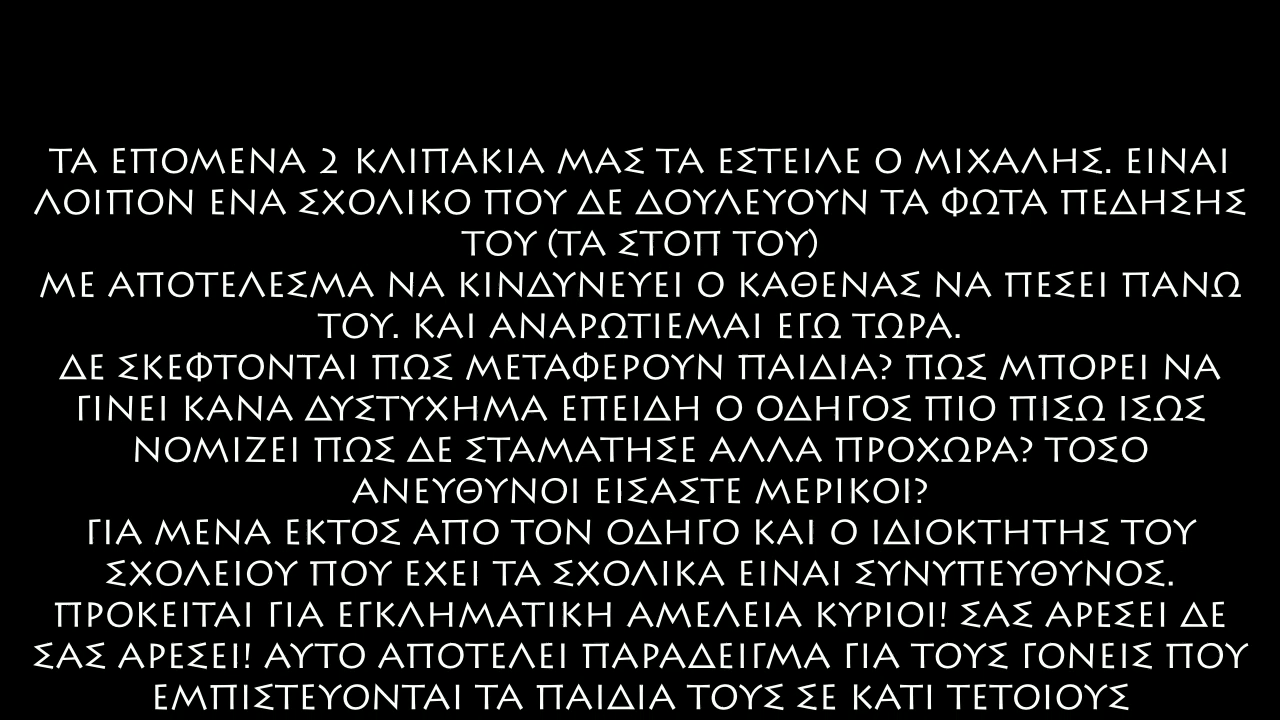 ΤΑ ΕΠΟΜΕΝΑ 2 ΚΛΙΠΑΚΙΑ ΜΑΣ ΤΑ ΕΣΤΕΙΛΕ Ο ΜΙΧΑΛΗΣ. ΕΙΝΑΙ
ΛΟΙΠΟΝ ΕΝΑ ΣΧΟΛΙΚΟ ΠΟΥ ΔΕ ΔΟΥΛΕΥΟΥΝ ΤΑ ΦΩΤΑ ΠΕΔΗΣΗΣ
ΤΟΥ (ΤΑ ΣΤΟΠ ΤΟΥ)
ΜΕ ΑΠΟΤΕΛΕΣΜΑ ΝΑ ΚΙΝΔΥΝΕΥΕΙ Ο ΚΑΘΕΝΑΣ ΝΑ ΠΕΣΕΙ ΠΑΝΩ
ΤΟΥ. ΚΑΙ ΑΝΑΡΩΤΙΕΜΑΙ ΕΓΩ ΤΩΡΑ.
ΔΕ ΣΚΕΦΤΟΝΤΑΙ ΠΩΣ ΜΕΤΑΦΕΡΟΥΝ ΠΑΙΔΙΑ? ΠΩΣ ΜΠΟΡΕΙ ΝΑ
ΓΙΝΕΙ ΚΑΝΑ ΔΥΣΤΥΧΗΜΑ ΕΠΕΙΔΗ Ο ΟΔΗΓΟΣ ΠΙΟ ΠΙΣΩ ΙΣΩΣ
ΝΟΜΙΖΕΙ ΠΩΣ ΔΕ ΣΤΑΜΑΤΗΣΕ ΑΛΛΑ ΠΡΟΧΩΡΑ? ΤΟΣΟ
ΑΝΕΥΘΥΝΟΙ ΕΙΣΑΣΤΕ ΜΕΡΙΚΟΙ?
ΓΙΑ ΜΕΝΑ ΕΚΤΟΣ ΑΠΟ ΤΟΝ ΟΔΗΓΟ ΚΑΙ Ο ΙΔΙΟΚΤΗΤΗΣ ΤΟΥ
ΣΧΟΛΕΙΟΥ ΠΟΥ ΕΧΕΙ ΤΑ ΣΧΟΛΙΚΑ ΕΙΝΑΙ ΣΥΝΥΠΕΥΘΥΝΟΣ.
ΠΡΟΚΕΙΤΑΙ ΓΙΑ ΕΓΚΛΗΜΑΤΙΚΗ ΑΜΕΛΕΙΑ ΚΥΡΙΟΙ! ΣΑΣ ΑΡΕΣΕΙ ΔΕ
ΣΑΣ ΑΡΕΣΕΙ! ΑΥΤΟ ΑΠΟΤΕΛΕΙ ΠΑΡΑΔΕΙΓΜΑ ΓΙΑ ΤΟΥΣ ΓΟΝΕΙΣ ΠΟΥ
ΕΜΠΙΣΤΕΥΟΝΤΑΙ ΤΑ ΠΑΙΔΙΑ ΤΟΥΣ ΣΕ ΚΑΤΙ ΤΕΤΟΙΟΥΣ